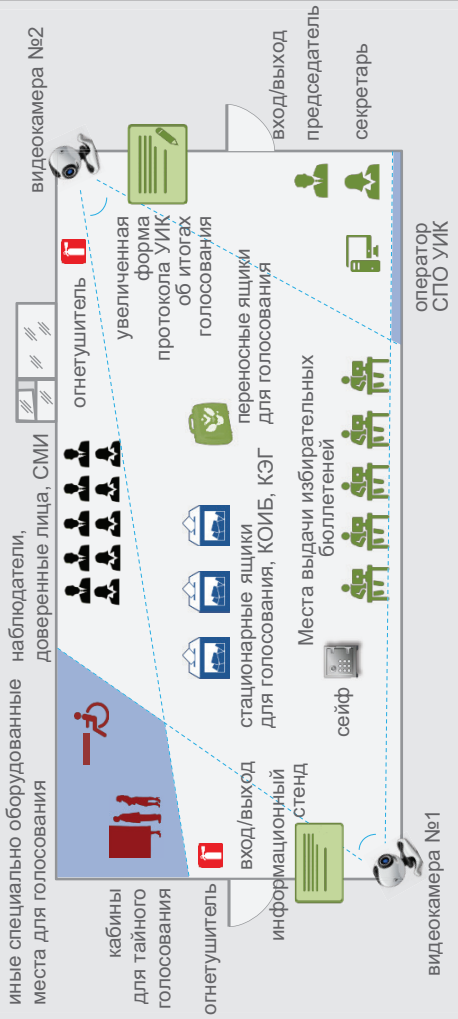 иные специально оборудованные
места для голосования
наблюдатели,
доверенные лица, СМИ
огнетушитель
видеокамера №2
увеличенная
форма
протокола УИК
об итогах
голосования
кабины
для тайного
голосования
огнетушитель
вход/выход
информационный
стенд
стационарные ящики
для голосования, КОИБ, КЭГ
переносные ящики
для голосования
вход/выход
председатель
секретарь
сейф
Места выдачи избирательных
бюллетеней
оператор
СПО УИК
видеокамера №1